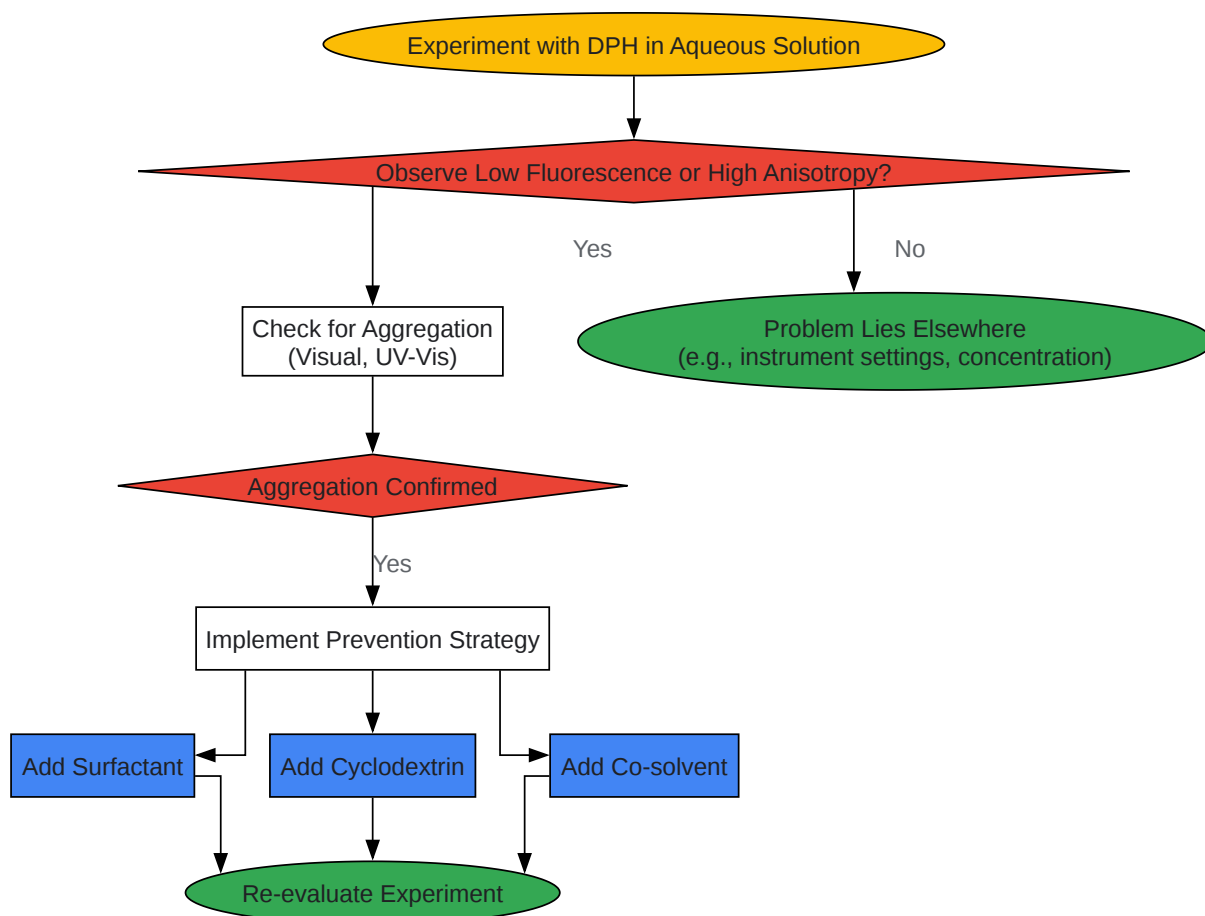 Experiment with DPH in Aqueous Solution
Observe Low Fluorescence or High Anisotropy?
Yes
No
Check for Aggregation
(Visual, UV-Vis)
Problem Lies Elsewhere
(e.g., instrument settings, concentration)
Aggregation Confirmed
Yes
Implement Prevention Strategy
Add Surfactant
Add Cyclodextrin
Add Co-solvent
Re-evaluate Experiment